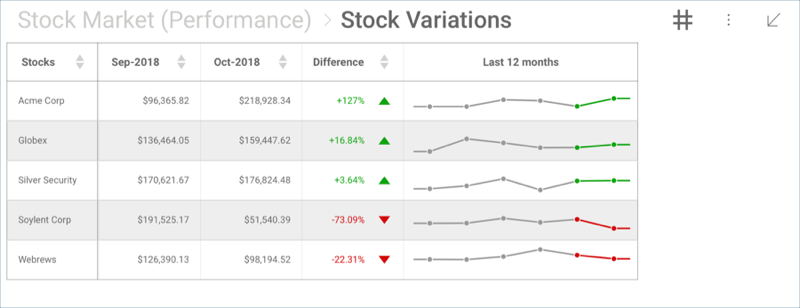 Stock Market (Performance) > Stock Variations
Stocks Sep-2018 Oct-2018 Difference Last 12 months
Acme Corp $96,365.82 $218,928.34 +127%
Globex $136,464.05 $159,447.62 +16.84%
Silver Security $170,621.67 $176,824.48 +3.64%
Soylent Corp $191,525.17 $51,540.39 -73.09%
Webrews $126,390.13 $98,194.52 -22.31%